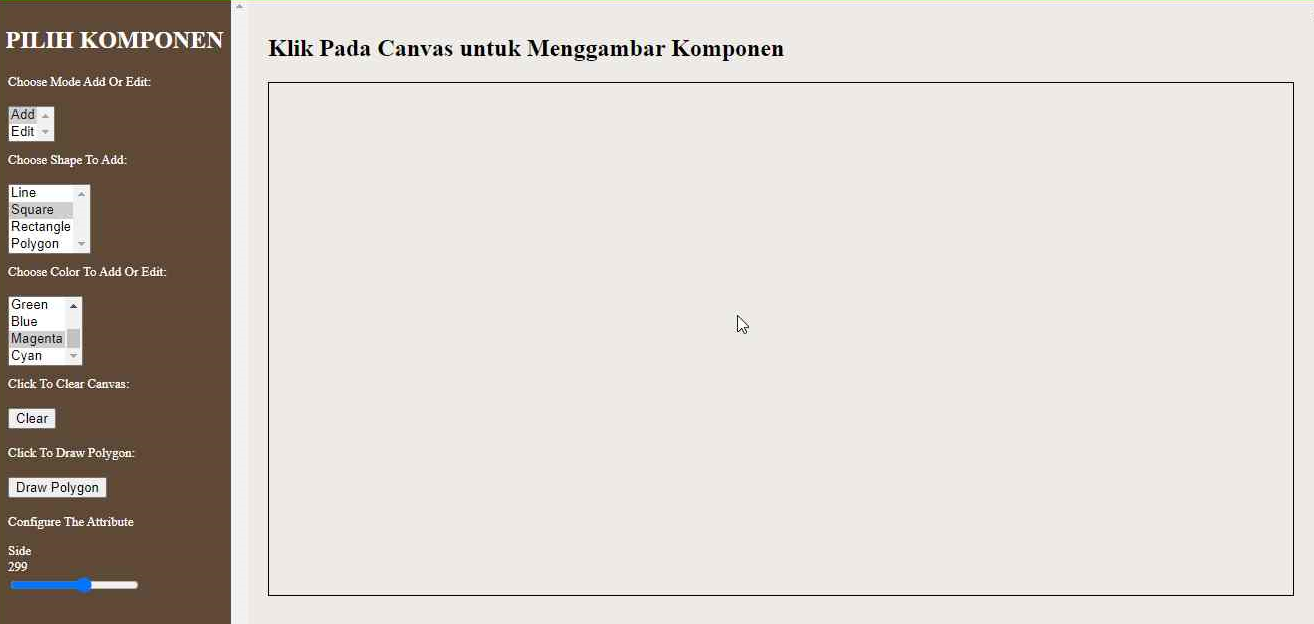 PILIH KOMPONEN
Choose Mode Add Or Edit:
Add
Edit
Choose Shape To Add:
Line
Square
Rectangle
Polygon
Choose Color To Add Or Edit:
Green
Blue
Magenta
Cyan
Click To Clear Canvas:
Clear
Click To Draw Polygon:
Draw Polygon
Configure The Attribute
Side
299
Klik Pada Canvas untuk Menggambar Komponen